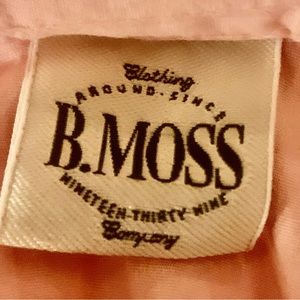 Clothing
AROUND·SINCE
B.MOSS
NINETEEN·THIRTY·NINE
Company